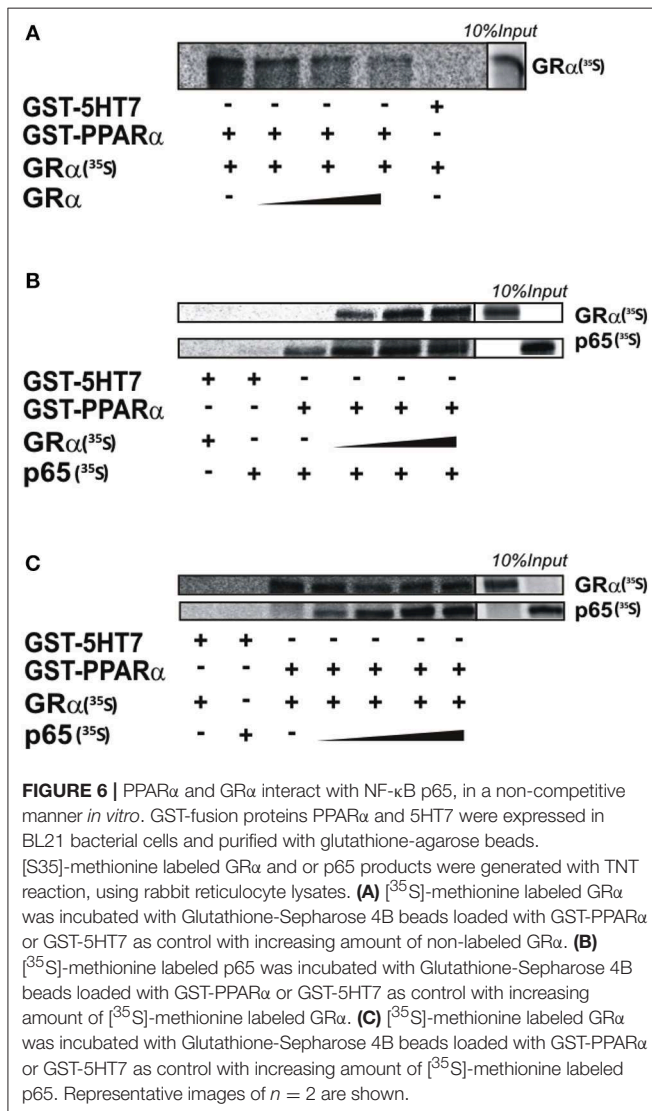 A
10%Input
GRα(³⁵S)
GST-5HT7 - - - - +
GST-PPARα + + + + -
GRα(³⁵S) + + + + +
GRα - -
B
10%Input
GRα(³⁵S)
p65(³⁵S)
GST-5HT7 + + - - - -
GST-PPARα - - + + + +
GRα(³⁵S) + - -
p65(³⁵S) - + + + + +
C
10%Input
GRα(³⁵S)
p65(³⁵S)
GST-5HT7 + + - - - - -
GST-PPARα - - + + + + +
GRα(³⁵S) + - + + + + +
p65(³⁵S) - + -
FIGURE 6 | PPARα and GRα interact with NF-κB p65, in a non-competitive
manner in vitro. GST-fusion proteins PPARα and 5HT7 were expressed in
BL21 bacterial cells and purified with glutathione-agarose beads.
[S35]-methionine labeled GRα and or p65 products were generated with TNT
reaction, using rabbit reticulocyte lysates. (A) [³⁵S]-methionine labeled GRα
was incubated with Glutathione-Sepharose 4B beads loaded with GST-PPARα
or GST-5HT7 as control with increasing amount of non-labeled GRα. (B)
[³⁵S]-methionine labeled p65 was incubated with Glutathione-Sepharose 4B
beads loaded with GST-PPARα or GST-5HT7 as control with increasing
amount of [³⁵S]-methionine labeled GRα. (C) [³⁵S]-methionine labeled GRα
was incubated with Glutathione-Sepharose 4B beads loaded with GST-PPARα
or GST-5HT7 as control with increasing amount of [³⁵S]-methionine labeled
p65. Representative images of n = 2 are shown.